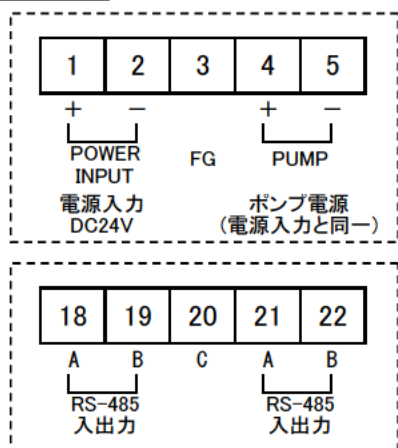 1 2 3 4 5
+ − + −
POWER INPUT FG PUMP
電源入力 ポンプ電源
DC24V (電源入力と同一)
18 19 20 21 22
A B C A B
RS-485 RS-485
入出力 入出力